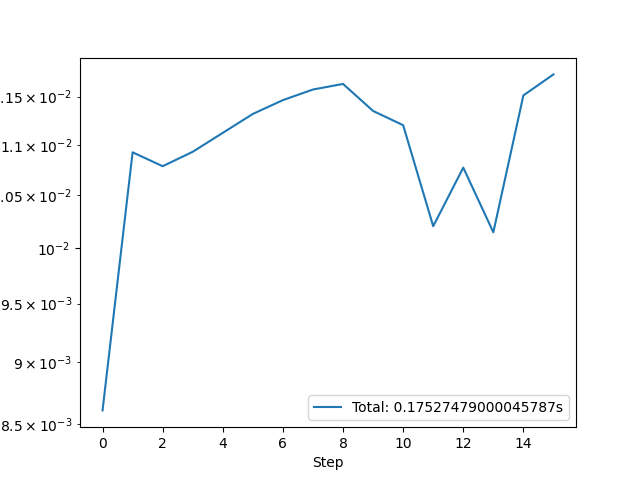 .15 × 10⁻²
1.1 × 10⁻²
.05 × 10⁻²
10⁻²
9.5 × 10⁻³
9 × 10⁻³
8.5 × 10⁻³
Total: 0.17527479000045787s
0 2 4 6 8 10 12 14
Step